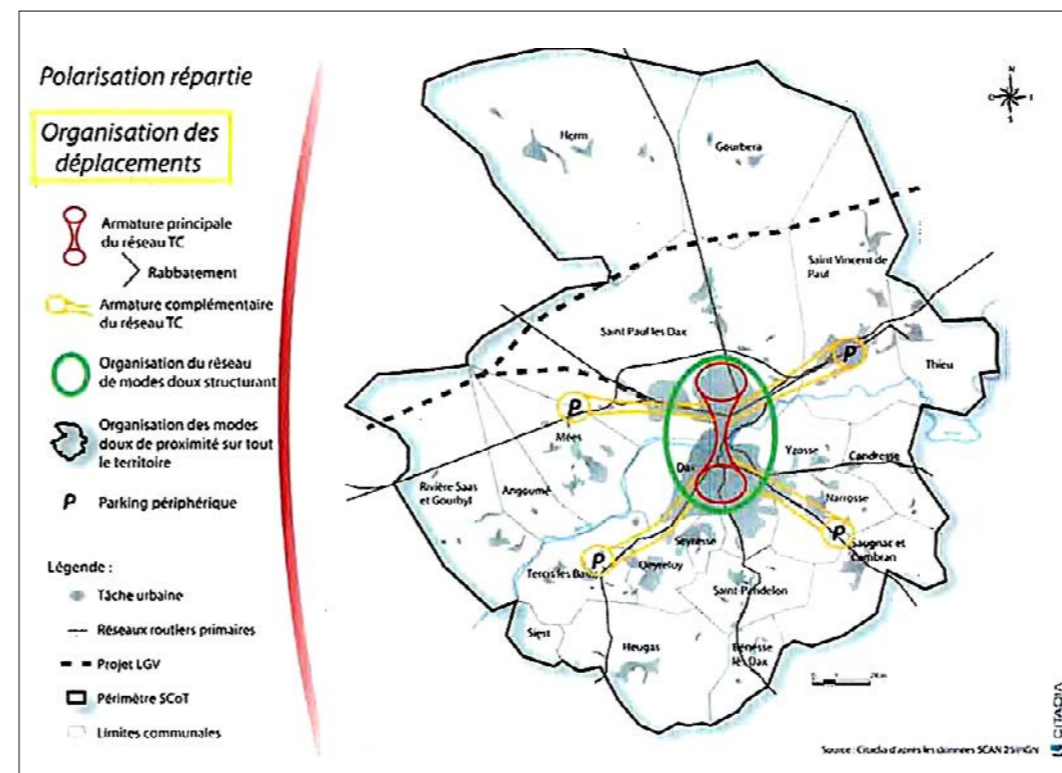 Polarisation répartie
Organisation des
déplacements
Armature principale
du réseau TC
Rabbatement
Armature complémentaire
du réseau TC
Organisation du réseau
de modes doux structurant
Organisation des modes
doux de proximité sur tout
le territoire
P Parking périphérique
Légende :
Tâche urbaine
Réseaux routiers primaires
Projet LGV
Périmètre SCoT
Limites communales
N
O
E
S
Herm
Gourbera
Saint Vincent de
Paul
Saint Paul les Dax
P
Thieu
P
Mées
Dax
Yzosse
Candresse
Rivière Saas
et Gourbyt
Angoumé
Narrosse
P
Saugnac et
Cambran
Seyresse
P
Tercis les Bains
Oeyreluy
Saint-Pandelon
Siest
Heugas
Bénesse
lès Dax
Source : Citadia d'après les données SCAN 25®IGN
CITADIA